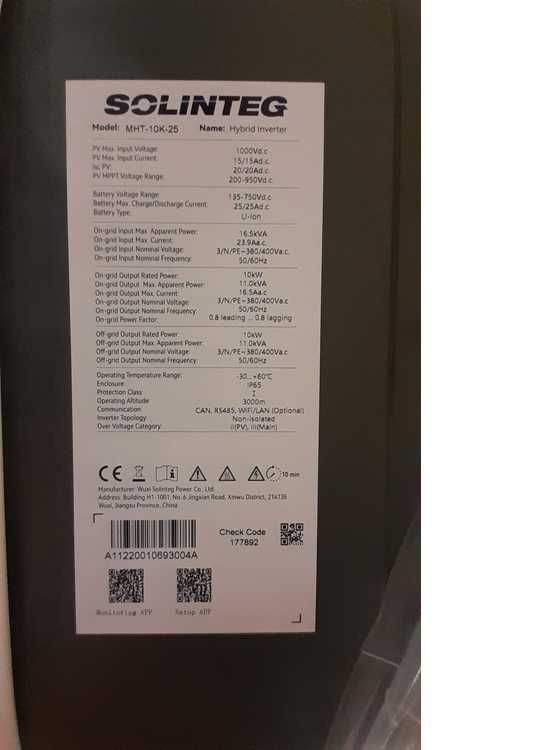 SOLINTEG
Model: MHT-10K-25 Name: Hybrid Inverter
PV Max. Input Voltage: 1000Vd.c
PV Max. Input Current: 15/15Ad.c
Isc PV: 20/20Ad.c
PV MPPT Voltage Range: 200-950Vd.c.
Battery Voltage Range: 135-750Vd.c
Battery Max. Charge/Discharge Current: 25/25Ad.c
Battery Type: Li-ion
On-grid Input Max. Apparent Power: 16.5kVA
On-grid Input Max. Current: 23.9Aa.c.
On-grid Input Nominal Voltage: 3/N/PE~380/400Va.c.
On-grid Input Nominal Frequency: 50/60Hz
On-grid Output Rated Power: 10kW
On-grid Output Max. Apparent Power: 11.0kVA
On-grid Output Max. Current: 16.5Aa.c
On-grid Output Nominal Voltage: 3/N/PE~380/400Va.c
On-grid Output Nominal Frequency 50/60Hz
On-grid Power Factor: 0.8 leading ... 0.8 lagging
Off-grid Output Rated Power: 10kW
Off-grid Output Max. Apparent Power: 11.0kVA
Off-grid Output Nominal Voltage: 3/N/PE~380/400Va.c
Off-grid Output Nominal Frequency: 50/60Hz
Operating Temperature Range: -30...+60℃
Enclosure: IP65
Protection Class: I
Operating Altitude 3000m
Communication: CAN, RS485, WiFi/LAN (Optional)
Inverter Topology: Non-Isolated
Over Voltage Category: II(PV), III(Main)
CE 10 min
Manufacturer: Wuxi Solinteg Power Co., Ltd.
Address: Building H1-1001, No. 6 Jingxian Road, Xinwu District, 214135
Wuxi, Jiangsu Province, China
Check Code
177892
A11220010693004A
Monitoring APP Setup APP